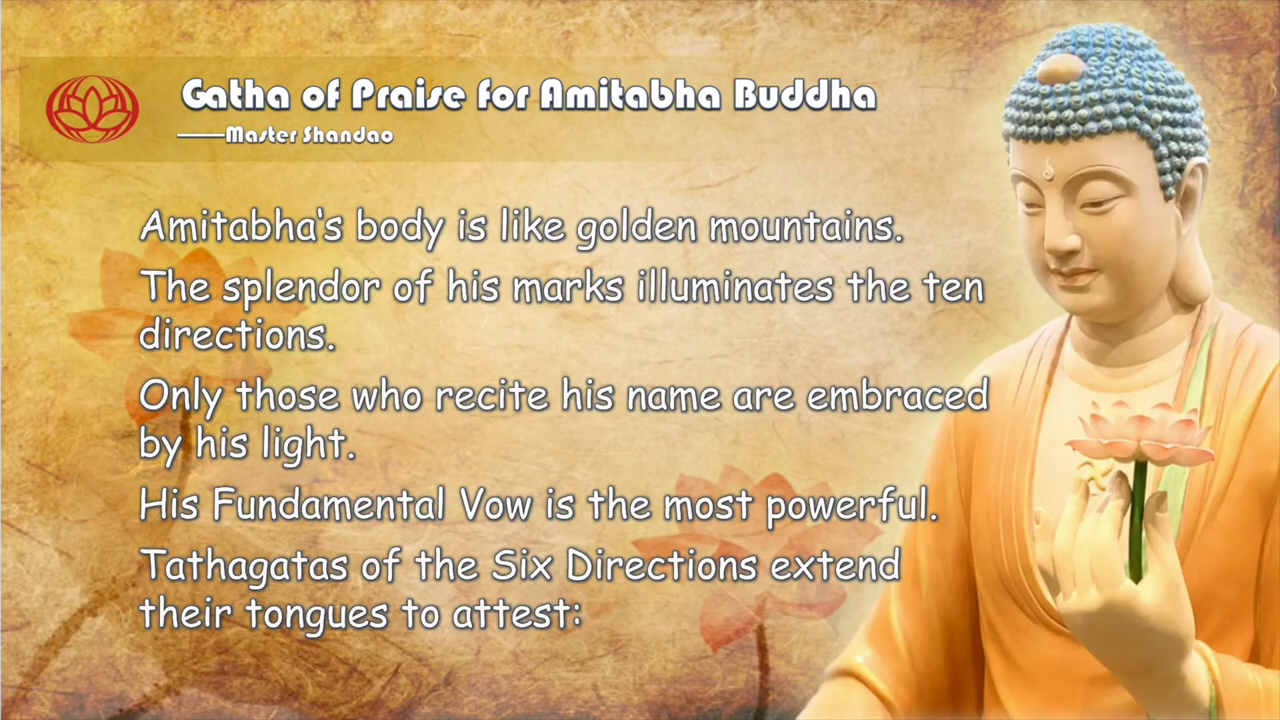 Gatha of Praise for Amitabha Buddha
——Master Shandao
Amitabha's body is like golden mountains.
The splendor of his marks illuminates the ten
directions.
Only those who recite his name are embraced
by his light.
His Fundamental Vow is the most powerful.
Tathagatas of the Six Directions extend
their tongues to attest: